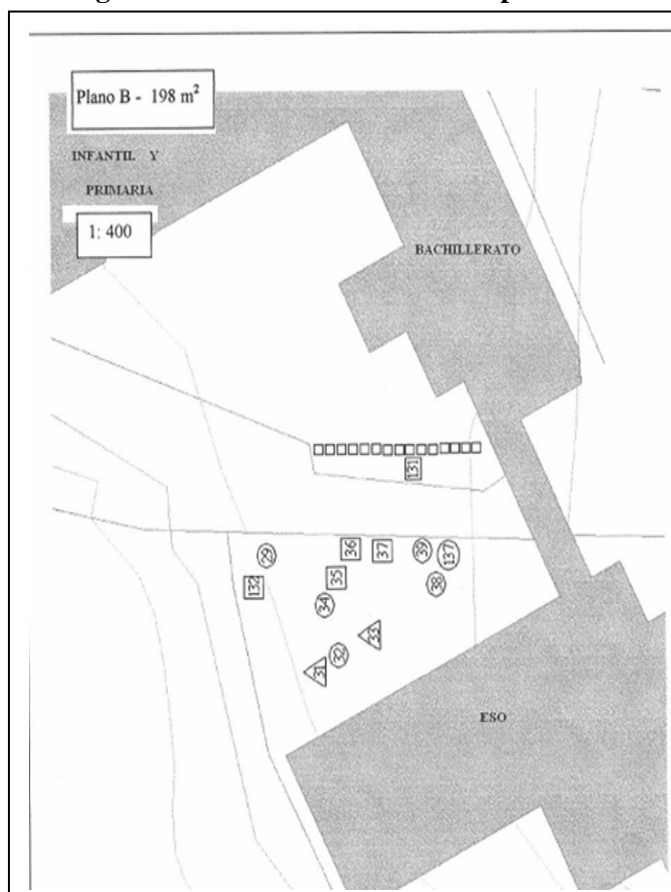 Plano B - 198 m²
INFANTIL Y
PRIMARIA
1: 400
BACHILLERATO
131
36
37
39
137
29
35
38
132
34
33
32
31
ESO